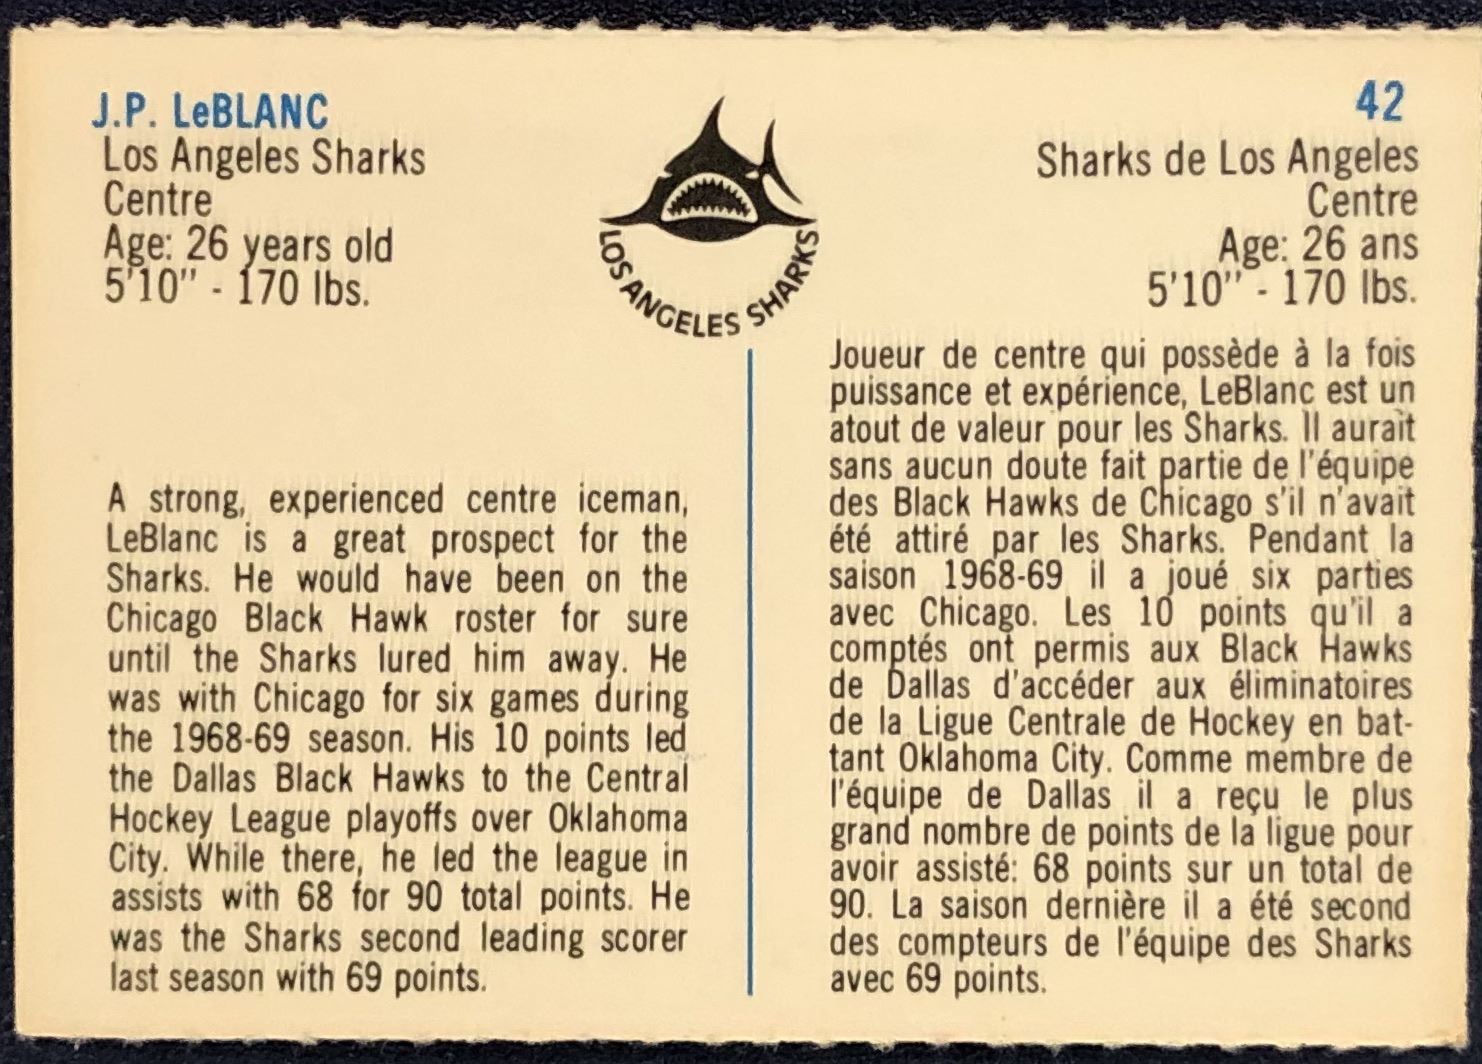 J.P. LeBLANC
Los Angeles Sharks
Centre
Age: 26 years old
5'10" - 170 lbs.
A strong, experienced centre iceman,
LeBlanc is a great prospect for the
Sharks. He would have been on the
Chicago Black Hawk roster for sure
until the Sharks lured him away. He
was with Chicago for six games during
the 1968-69 season. His 10 points led
the Dallas Black Hawks to the Central
Hockey League playoffs over Oklahoma
City. While there, he led the league in
assists with 68 for 90 total points. He
was the Sharks second leading scorer
last season with 69 points.
LOS ANGELES SHARKS
42
Sharks de Los Angeles
Centre
Age: 26 ans
5'10" - 170 lbs.
Joueur de centre qui possède à la fois
puissance et expérience, LeBlanc est un
atout de valeur pour les Sharks. Il aurait
sans aucun doute fait partie de l'équipe
des Black Hawks de Chicago s'il n'avait
été attiré par les Sharks. Pendant la
saison 1968-69 il a joué six parties
avec Chicago. Les 10 points qu'il a
comptés ont permis aux Black Hawks
de Dallas d'accéder aux éliminatoires
de la Ligue Centrale de Hockey en bat-
tant Oklahoma City. Comme membre de
l'équipe de Dallas il a reçu le plus
grand nombre de points de la ligue pour
avoir assisté: 68 points sur un total de
90. La saison dernière il a été second
des compteurs de l'équipe des Sharks
avec 69 points.